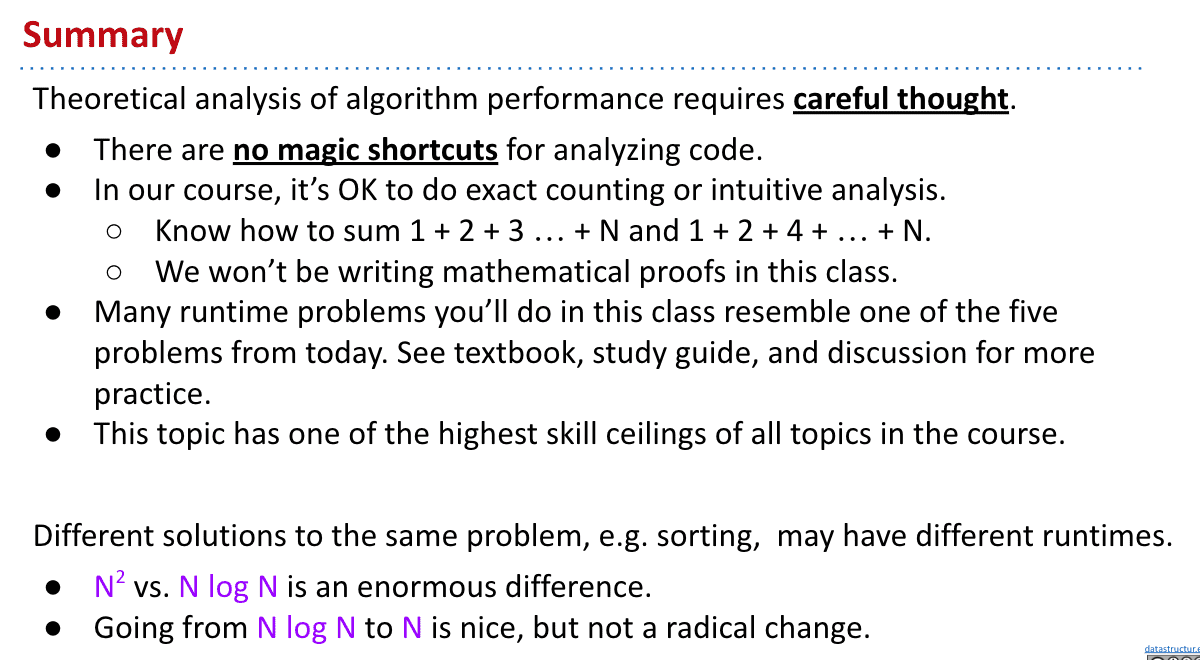 Summary
Theoretical analysis of algorithm performance requires careful thought.
● There are no magic shortcuts for analyzing code.
● In our course, it’s OK to do exact counting or intuitive analysis.
○ Know how to sum 1 + 2 + 3 … + N and 1 + 2 + 4 + … + N.
○ We won’t be writing mathematical proofs in this class.
● Many runtime problems you’ll do in this class resemble one of the five
problems from today. See textbook, study guide, and discussion for more
practice.
● This topic has one of the highest skill ceilings of all topics in the course.
Different solutions to the same problem, e.g. sorting,  may have different runtimes.
● N² vs. N log N is an enormous difference.
● Going from N log N to N is nice, but not a radical change.